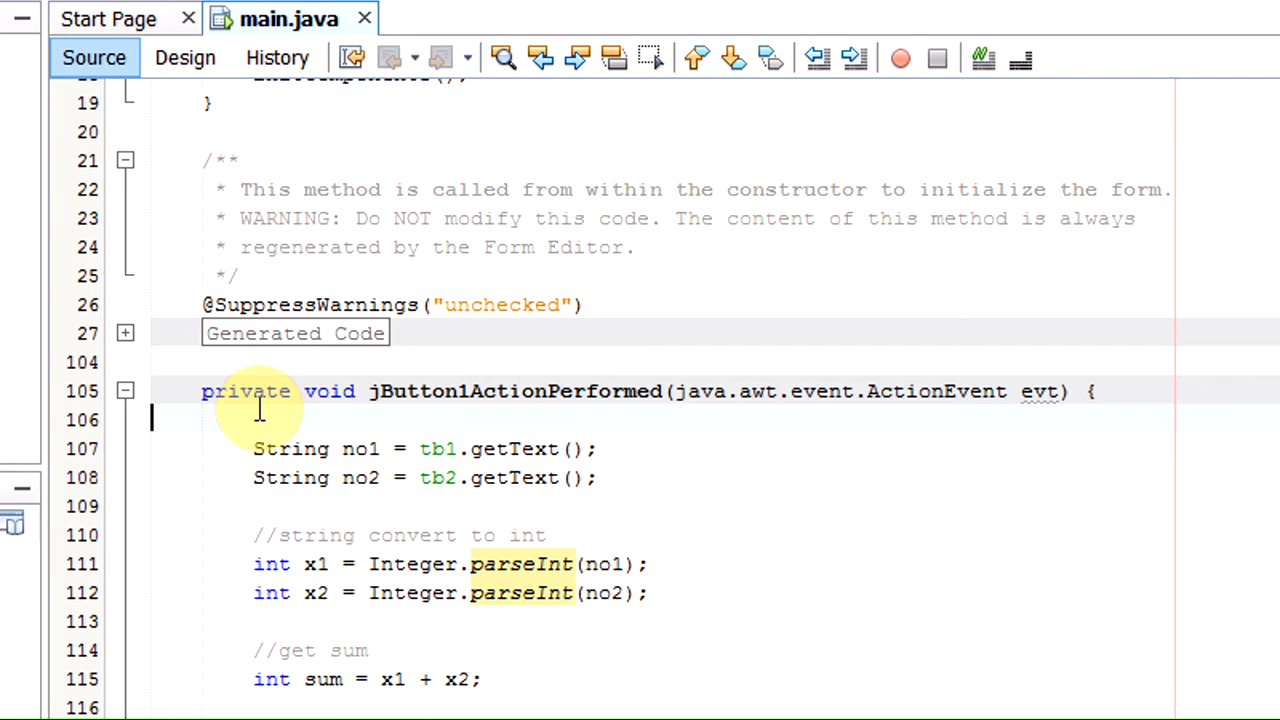 Start Page
main.java
Source
Design
History
19 }
20
21 /**
22 * This method is called from within the constructor to initialize the form.
23 * WARNING: Do NOT modify this code. The content of this method is always
24 * regenerated by the Form Editor.
25 */
26 @SuppressWarnings("unchecked")
27 Generated Code
104
105 private void jButton1ActionPerformed(java.awt.event.ActionEvent evt) {
106
107 String no1 = tb1.getText();
108 String no2 = tb2.getText();
109
110 //string convert to int
111 int x1 = Integer.parseInt(no1);
112 int x2 = Integer.parseInt(no2);
113
114 //get sum
115 int sum = x1 + x2;
116